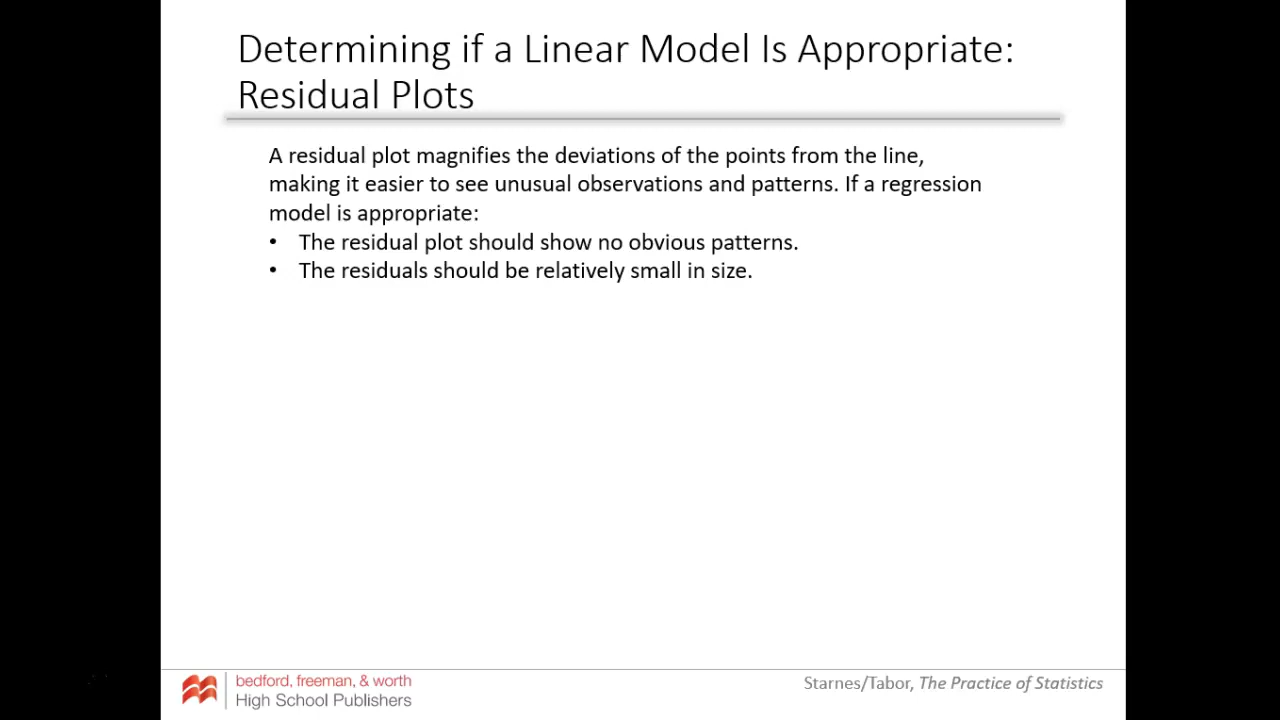 Determining if a Linear Model Is Appropriate:
Residual Plots
A residual plot magnifies the deviations of the points from the line,
making it easier to see unusual observations and patterns. If a regression
model is appropriate:
• The residual plot should show no obvious patterns.
• The residuals should be relatively small in size.
bedford, freeman, & worth
High School Publishers
Starnes/Tabor, The Practice of Statistics